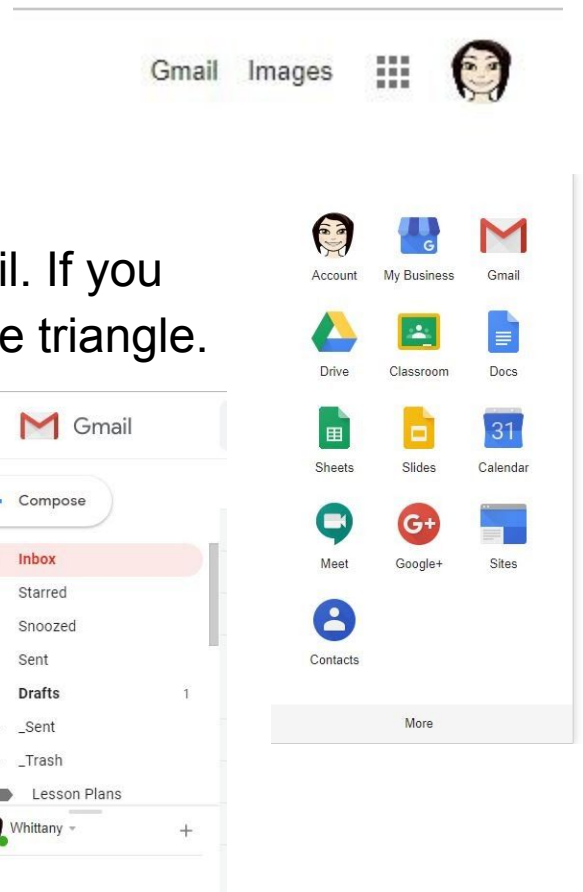 Gmail Images
il. If you
e triangle.
Account My Business Gmail
Drive Classroom Docs
Sheets Slides Calendar
31
Meet Google+ Sites
G+
Contacts
More
Gmail
Compose
Inbox
Starred
Snoozed
Sent
Drafts 1
_Sent
_Trash
Lesson Plans
Whittany